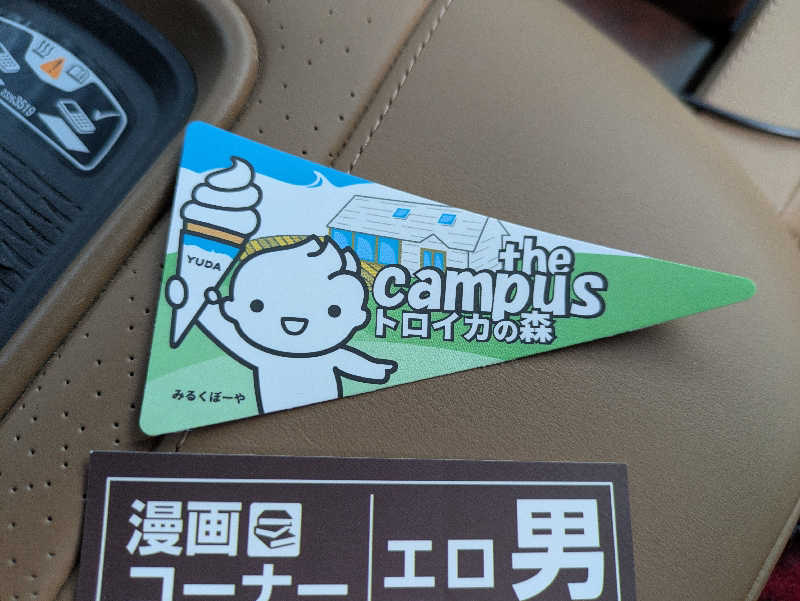 asm3519
YUDA
the
campus
トロイカの森
みるくぼーや
漫画
コーナー
エロ男